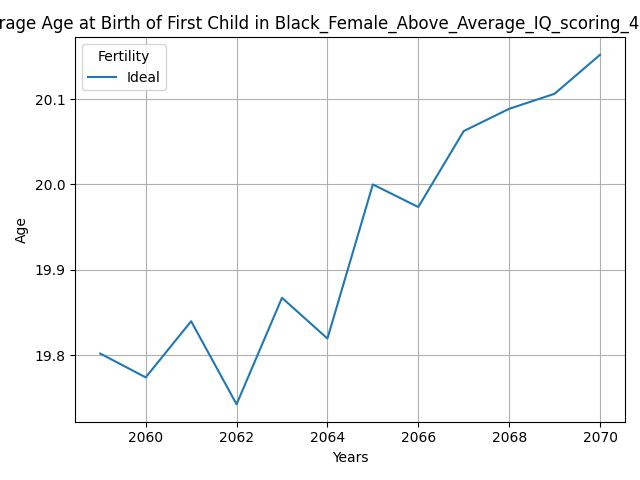 rage Age at Birth of First Child in Black_Female_Above_Average_IQ_scoring_4
Fertility
Ideal
20.1
20.0
19.9
19.8
Age
2060 2062 2064 2066 2068 2070
Years